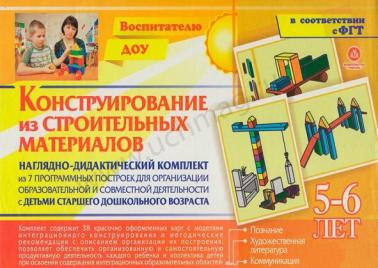 Воспитателю
ДОУ
в соответствии
с ФГТ
Конструирование
из строительных
материалов
наглядно-дидактический комплект
из 7 программных построек для организации
образовательной и совместной деятельности
с детьми старшего дошкольного возраста
5-6
лет
Комплект содержит 38 красочно оформленных карт с моделями
интеграционного конструирования и методические
рекомендации с описанием организации их построения;
позволяет обеспечить организованную и самостоятельную
продуктивную деятельность каждого ребенка и коллектива детей
при освоении содержания интеграционных образовательных областей
Познание
Художественная
литература
Коммуникация